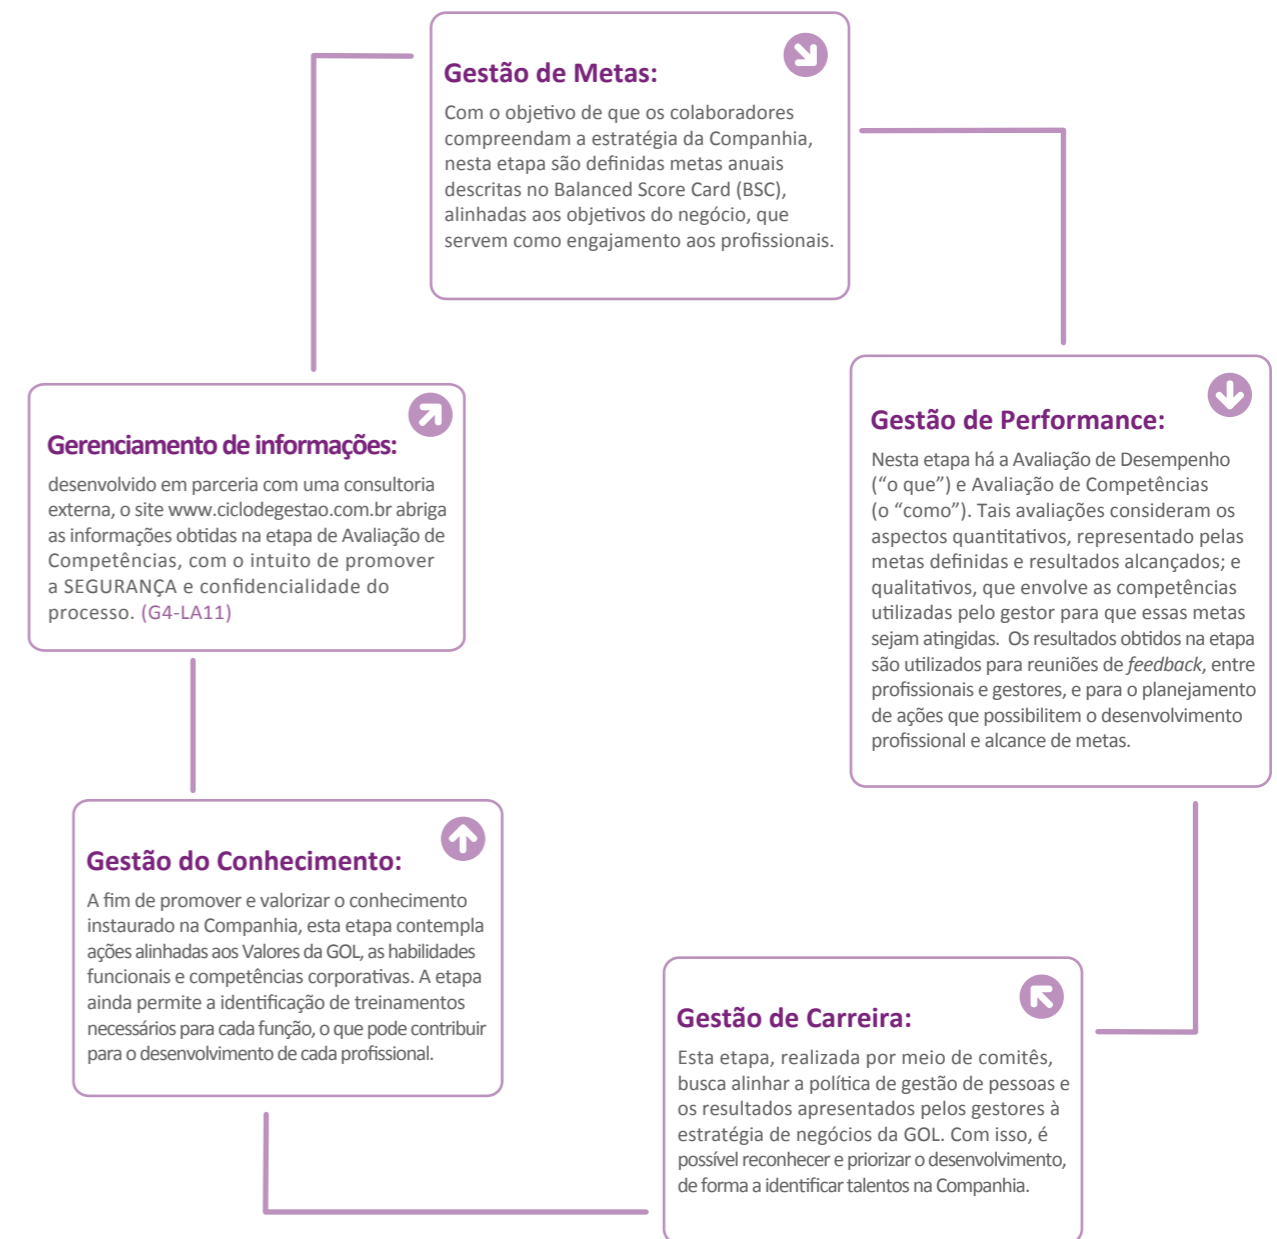 Gestão de Metas:
Com o objetivo de que os colaboradores
compreendam a estratégia da Companhia,
nesta etapa são definidas metas anuais
descritas no Balanced Score Card (BSC),
alinhadas aos objetivos do negócio, que
servem como engajamento aos profissionais.
Gestão de Performance:
Nesta etapa há a Avaliação de Desempenho
(“o que”) e Avaliação de Competências
(o “como”). Tais avaliações consideram os
aspectos quantitativos, representado pelas
metas definidas e resultados alcançados; e
qualitativos, que envolve as competências
utilizadas pelo gestor para que essas metas
sejam atingidas. Os resultados obtidos na etapa
são utilizados para reuniões de feedback, entre
profissionais e gestores, e para o planejamento
de ações que possibilitem o desenvolvimento
profissional e alcance de metas.
Gestão de Carreira:
Esta etapa, realizada por meio de comitês,
busca alinhar a política de gestão de pessoas e
os resultados apresentados pelos gestores à
estratégia de negócios da GOL. Com isso, é
possível reconhecer e priorizar o desenvolvimento,
de forma a identificar talentos na Companhia.
Gestão do Conhecimento:
A fim de promover e valorizar o conhecimento
instaurado na Companhia, esta etapa contempla
ações alinhadas aos Valores da GOL, as habilidades
funcionais e competências corporativas. A etapa
ainda permite a identificação de treinamentos
necessários para cada função, o que pode contribuir
para o desenvolvimento de cada profissional.
Gerenciamento de informações:
desenvolvido em parceria com uma consultoria
externa, o site www.ciclodegestao.com.br abriga
as informações obtidas na etapa de Avaliação de
Competências, com o intuito de promover
a SEGURANÇA e confidencialidade do
processo. (G4-LA11)